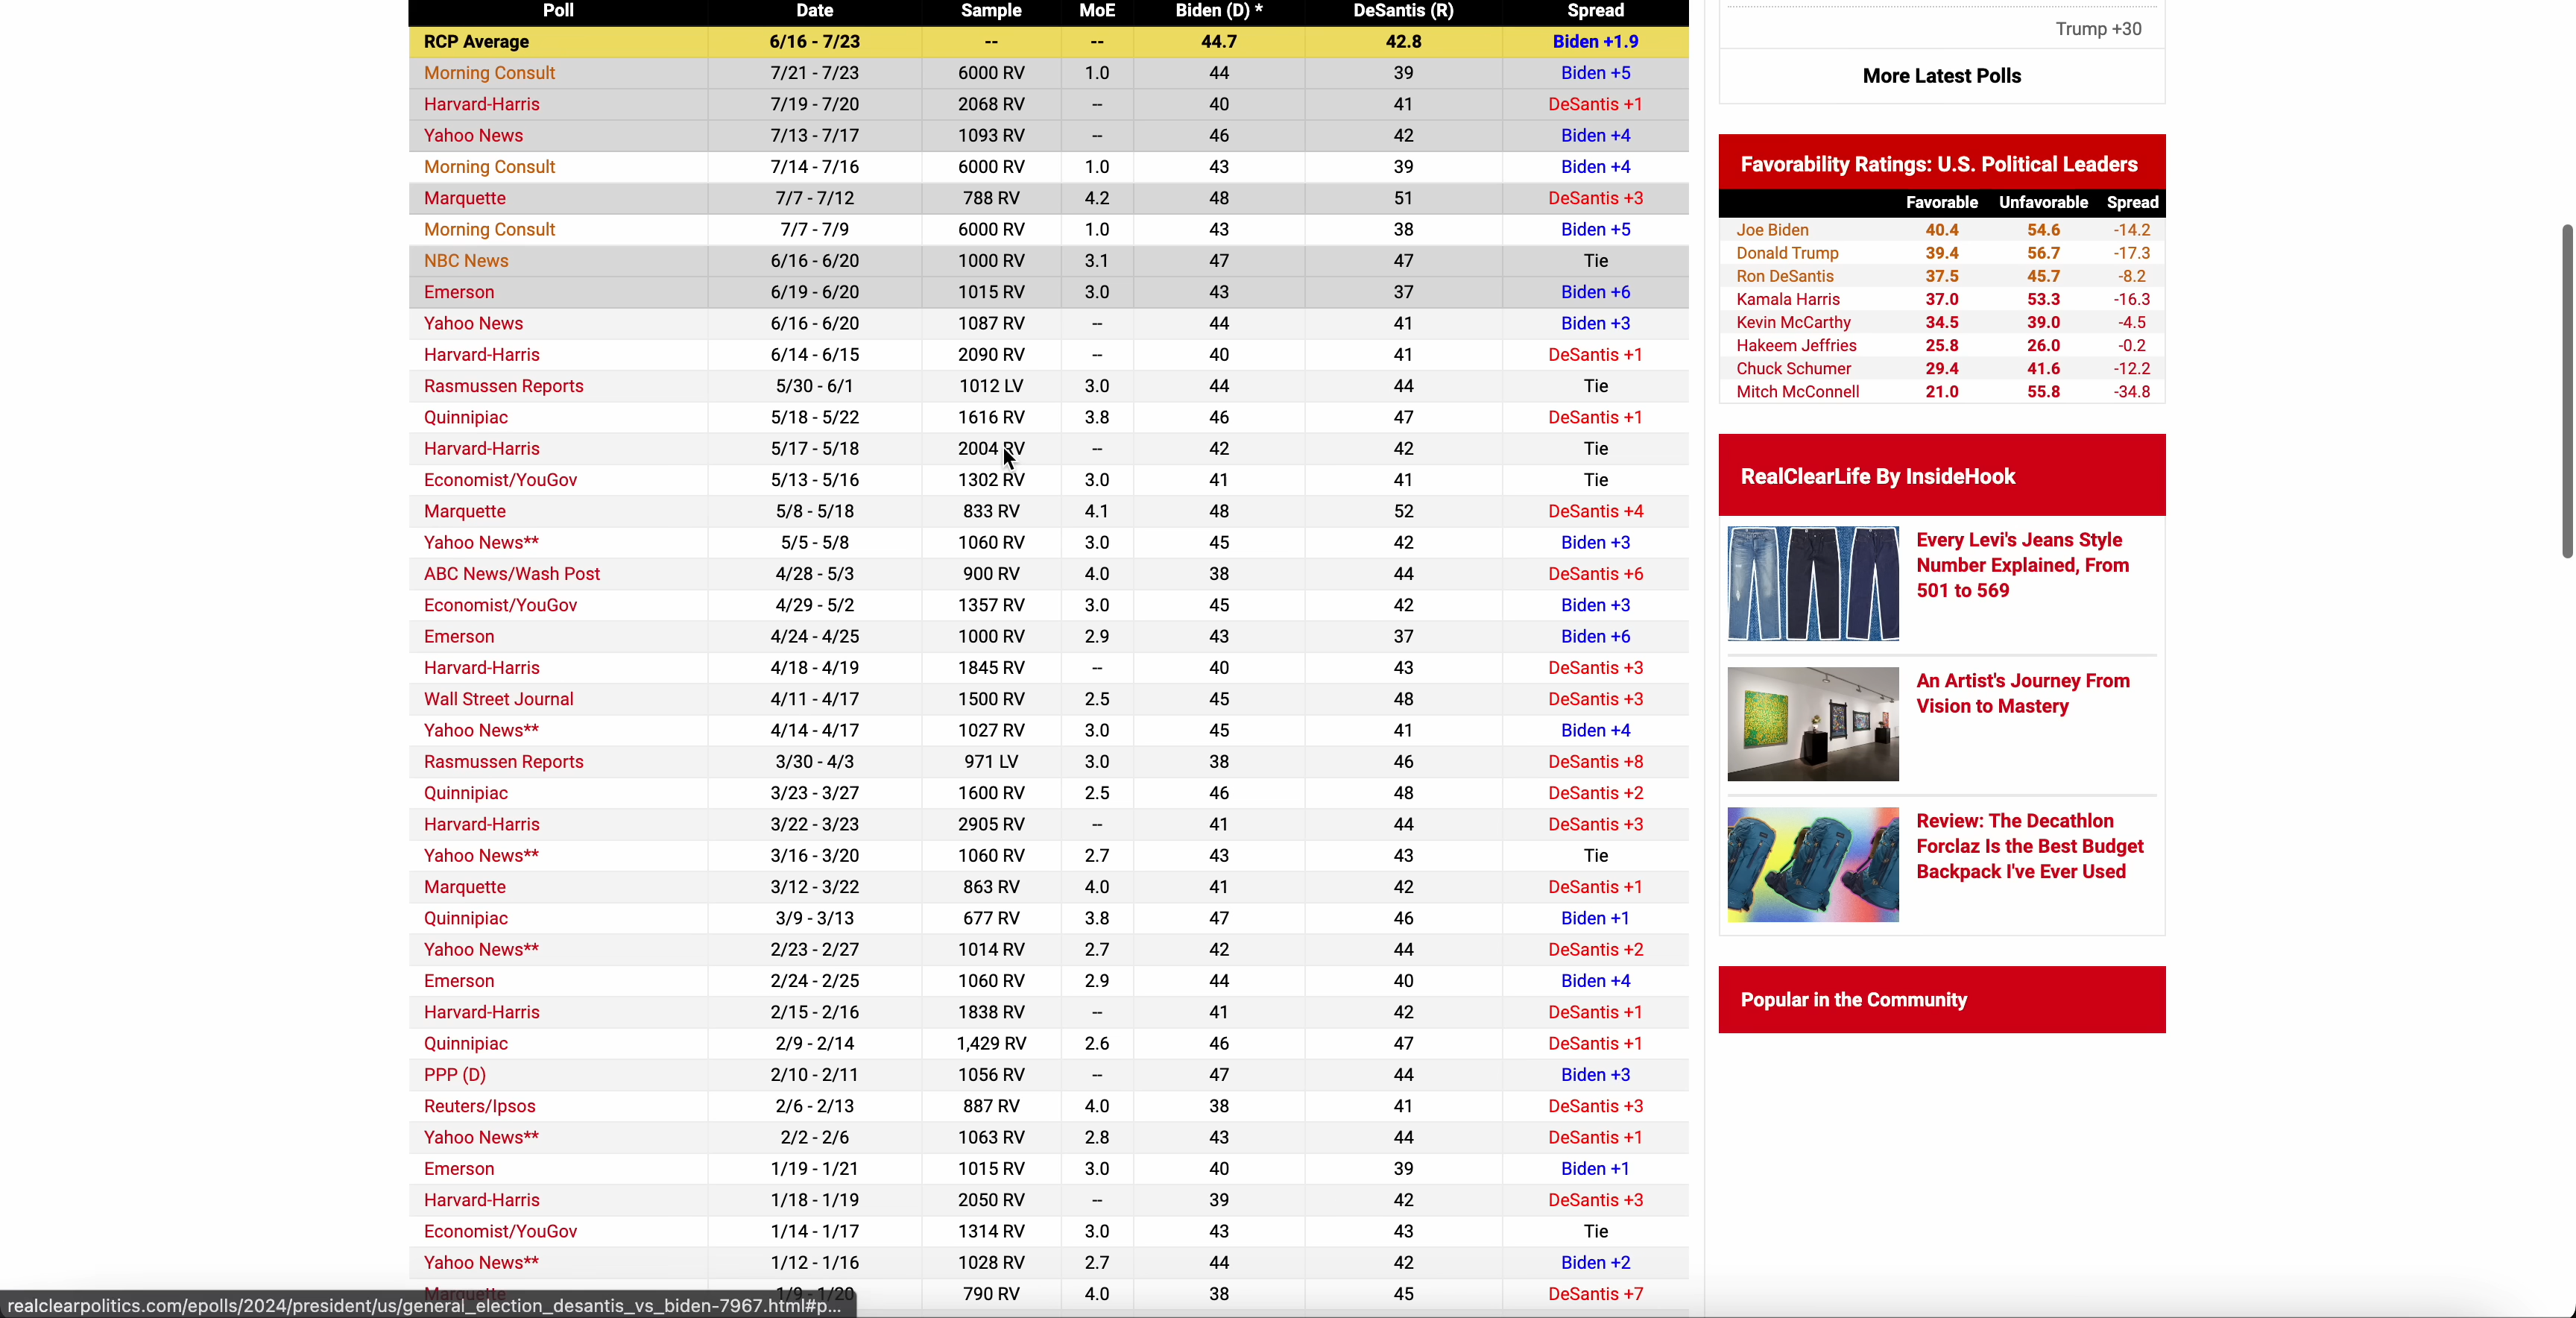 Poll Date Sample MoE Biden (D) * DeSantis (R) Spread
RCP Average 6/16 - 7/23 -- -- 44.7 42.8 Biden +1.9
Morning Consult 7/21 - 7/23 6000 RV 1.0 44 39 Biden +5
Harvard-Harris 7/19 - 7/20 2068 RV -- 40 41 DeSantis +1
Yahoo News 7/13 - 7/17 1093 RV -- 46 42 Biden +4
Morning Consult 7/14 - 7/16 6000 RV 1.0 43 39 Biden +4
Marquette 7/7 - 7/12 788 RV 4.2 48 51 DeSantis +3
Morning Consult 7/7 - 7/9 6000 RV 1.0 43 38 Biden +5
NBC News 6/16 - 6/20 1000 RV 3.1 47 47 Tie
Emerson 6/19 - 6/20 1015 RV 3.0 43 37 Biden +6
Yahoo News 6/16 - 6/20 1087 RV -- 44 41 Biden +3
Harvard-Harris 6/14 - 6/15 2090 RV -- 40 41 DeSantis +1
Rasmussen Reports 5/30 - 6/1 1012 LV 3.0 44 44 Tie
Quinnipiac 5/18 - 5/22 1616 RV 3.8 46 47 DeSantis +1
Harvard-Harris 5/17 - 5/18 2004 RV -- 42 42 Tie
Economist/YouGov 5/13 - 5/16 1302 RV 3.0 41 41 Tie
Marquette 5/8 - 5/18 833 RV 4.1 48 52 DeSantis +4
Yahoo News** 5/5 - 5/8 1060 RV 3.0 45 42 Biden +3
ABC News/Wash Post 4/28 - 5/3 900 RV 4.0 38 44 DeSantis +6
Economist/YouGov 4/29 - 5/2 1357 RV 3.0 45 42 Biden +3
Emerson 4/24 - 4/25 1000 RV 2.9 43 37 Biden +6
Harvard-Harris 4/18 - 4/19 1845 RV -- 40 43 DeSantis +3
Wall Street Journal 4/11 - 4/17 1500 RV 2.5 45 48 DeSantis +3
Yahoo News** 4/14 - 4/17 1027 RV 3.0 45 41 Biden +4
Rasmussen Reports 3/30 - 4/3 971 LV 3.0 38 46 DeSantis +8
Quinnipiac 3/23 - 3/27 1600 RV 2.5 46 48 DeSantis +2
Harvard-Harris 3/22 - 3/23 2905 RV -- 41 44 DeSantis +3
Yahoo News** 3/16 - 3/20 1060 RV 2.7 43 43 Tie
Marquette 3/12 - 3/22 863 RV 4.0 41 42 DeSantis +1
Quinnipiac 3/9 - 3/13 677 RV 3.8 47 46 Biden +1
Yahoo News** 2/23 - 2/27 1014 RV 2.7 42 44 DeSantis +2
Emerson 2/24 - 2/25 1060 RV 2.9 44 40 Biden +4
Harvard-Harris 2/15 - 2/16 1838 RV -- 41 42 DeSantis +1
Quinnipiac 2/9 - 2/14 1,429 RV 2.6 46 47 DeSantis +1
PPP (D) 2/10 - 2/11 1056 RV -- 47 44 Biden +3
Reuters/Ipsos 2/6 - 2/13 887 RV 4.0 38 41 DeSantis +3
Yahoo News** 2/2 - 2/6 1063 RV 2.8 43 44 DeSantis +1
Emerson 1/19 - 1/21 1015 RV 3.0 40 39 Biden +1
Harvard-Harris 1/18 - 1/19 2050 RV -- 39 42 DeSantis +3
Economist/YouGov 1/14 - 1/17 1314 RV 3.0 43 43 Tie
Yahoo News** 1/12 - 1/16 1028 RV 2.7 44 42 Biden +2
Marquette 1/9 - 1/20 790 RV 4.0 38 45 DeSantis +7
realclearpolitics.com/epolls/2024/president/us/general_election_desantis_vs_biden-7967.html#p...
Trump +30
More Latest Polls
Favorability Ratings: U.S. Political Leaders
Favorable Unfavorable Spread
Joe Biden 40.4 54.6 -14.2
Donald Trump 39.4 56.7 -17.3
Ron DeSantis 37.5 45.7 -8.2
Kamala Harris 37.0 53.3 -16.3
Kevin McCarthy 34.5 39.0 -4.5
Hakeem Jeffries 25.8 26.0 -0.2
Chuck Schumer 29.4 41.6 -12.2
Mitch McConnell 21.0 55.8 -34.8
RealClearLife By InsideHook
Every Levi's Jeans Style
Number Explained, From
501 to 569
An Artist's Journey From
Vision to Mastery
Review: The Decathlon
Forclaz Is the Best Budget
Backpack I've Ever Used
Popular in the Community